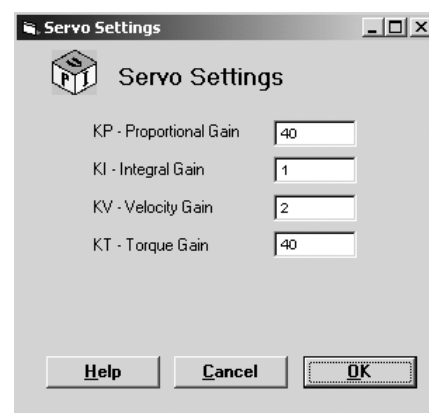 Servo Settings
Servo Settings
P I
KP - Proportional Gain 40
KI - Integral Gain 1
KV - Velocity Gain 2
KT - Torque Gain 40
Help Cancel OK